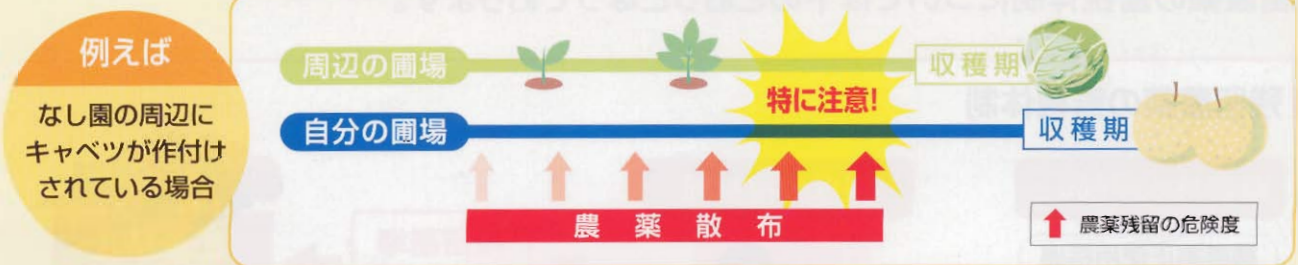 例えば
なし園の周辺に
キャベツが作付け
されている場合
周辺の圃場
収穫期
特に注意!
自分の圃場
収穫期
農薬散布
農薬残留の危険度